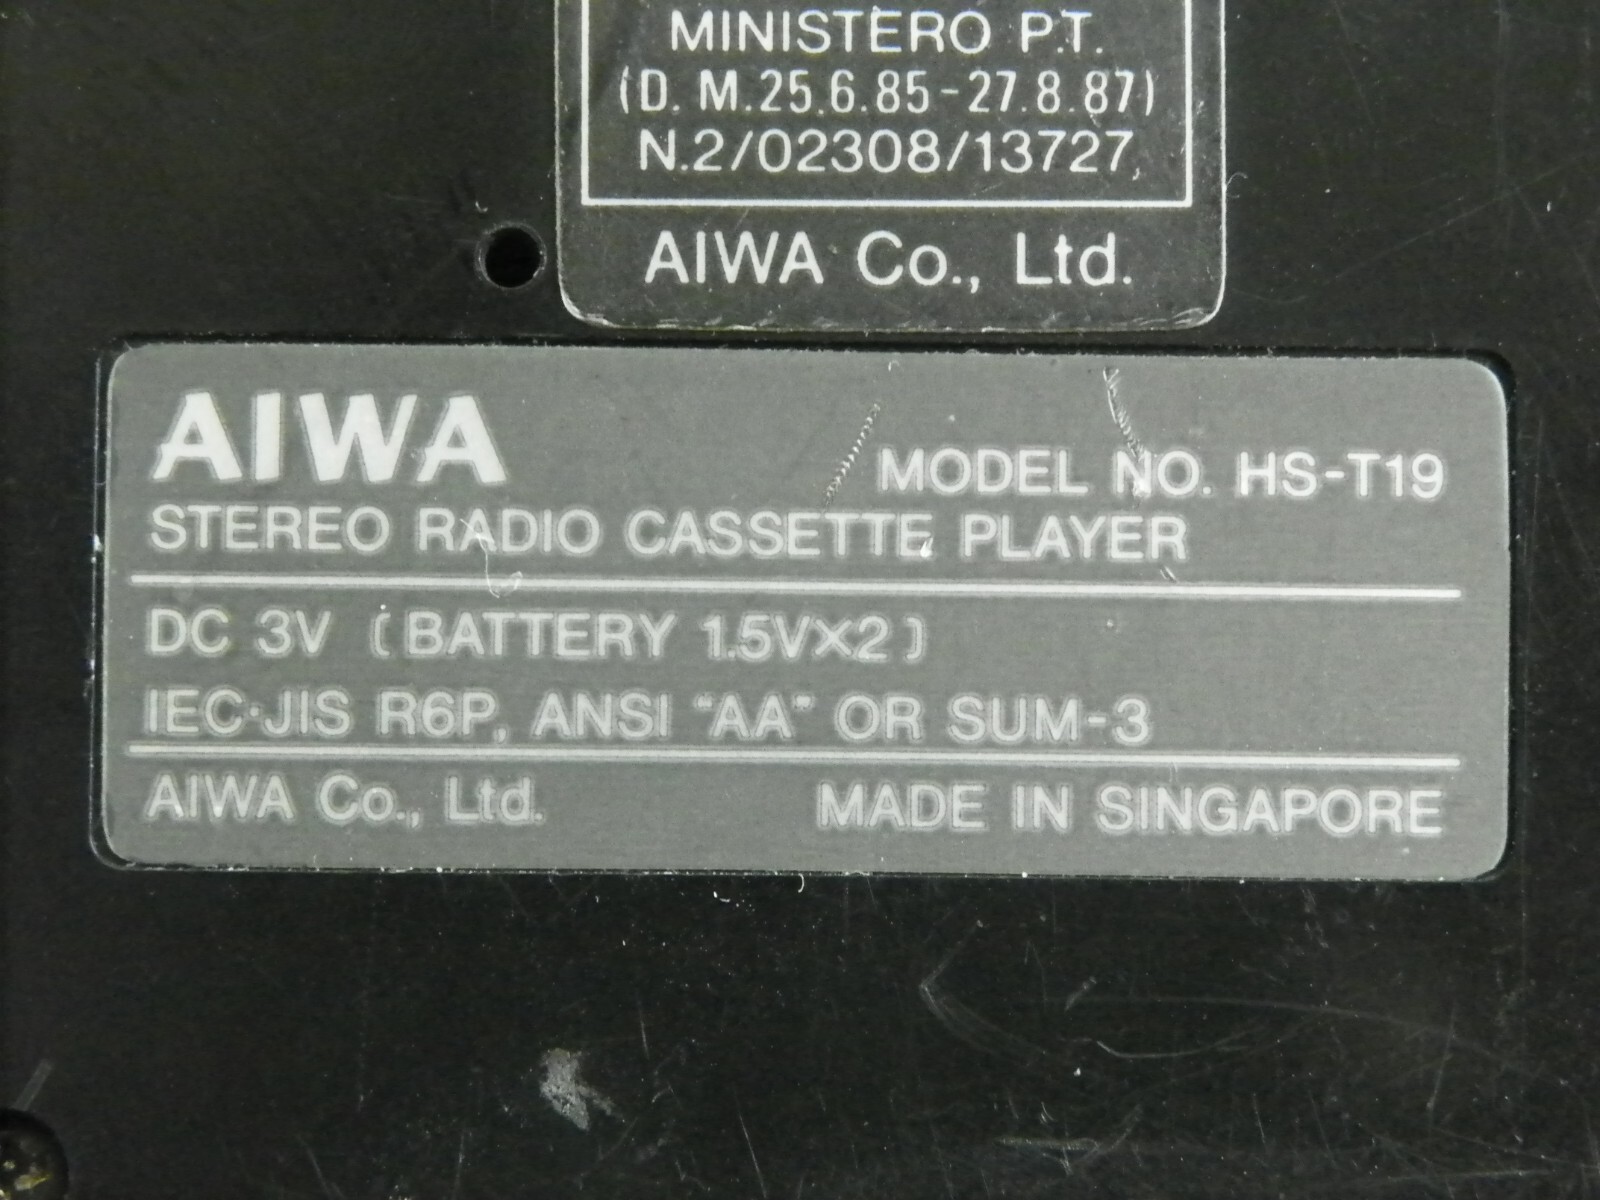 MINISTERO P.T.
(D. M.25.6.85-27.8.87)
N.2/02308/13727,
AIWA Co., Ltd.
AIWA
MODEL NO. HS-T19
STEREO RADIO CASSETTE PLAYER
DC 3V (BATTERY 1.5V×2)
IEC·JIS R6P, ANSI "AA" OR SUM-3
AIWA Co., Ltd. MADE IN SINGAPORE